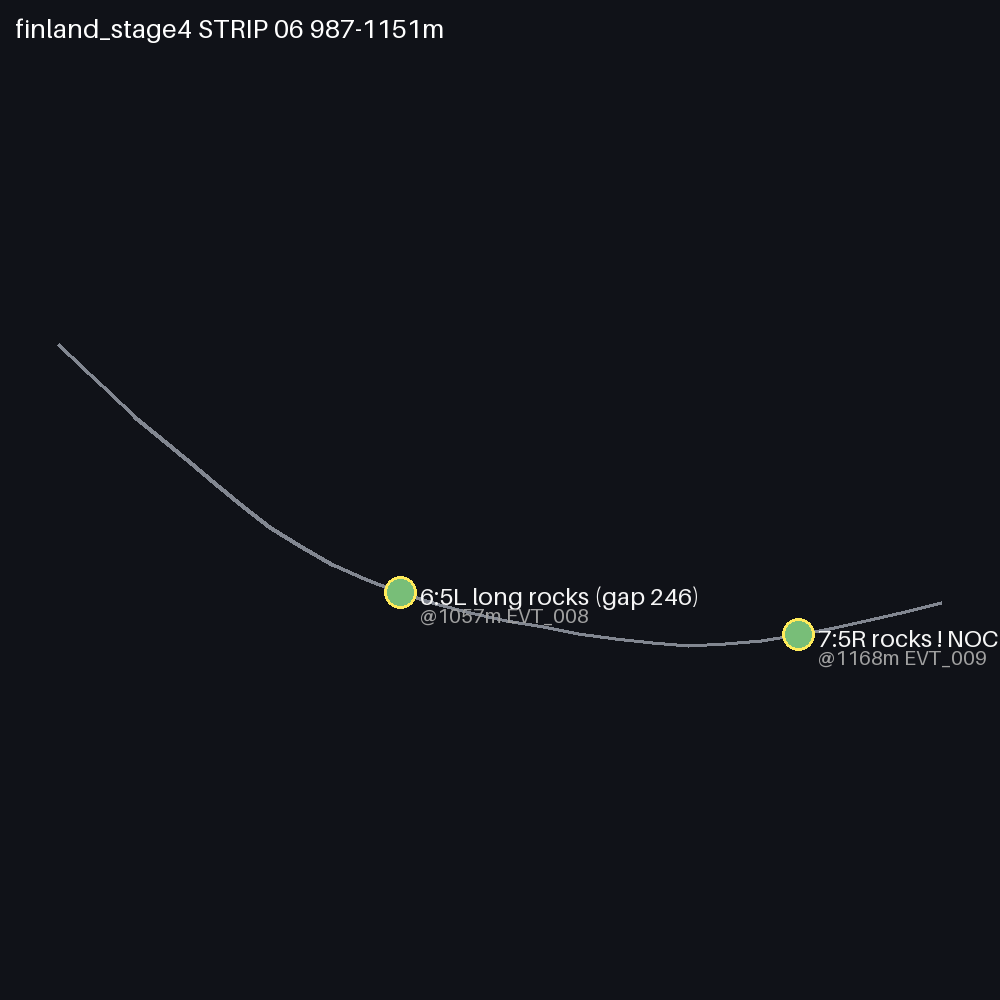 finland_stage4 STRIP 06 987-1151m
6:5L long rocks (gap 246)
@1057m EVT_008
7:5R rocks ! NOC
@1168m EVT_009